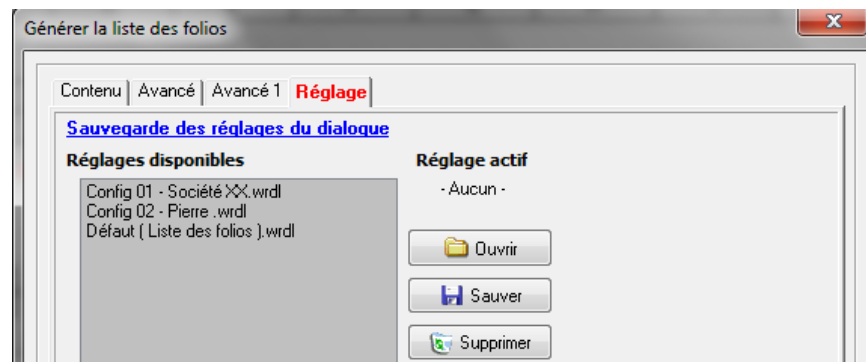 Générer la liste des folios
Contenu Avancé Avancé 1 Réglage
Sauvegarde des réglages du dialogue
Réglages disponibles
Config 01 - Société XX.wrdl
Config 02 - Pierre .wrdl
Défaut ( Liste des folios ).wrdl
Réglage actif
- Aucun -
Ouvrir
Sauver
Supprimer